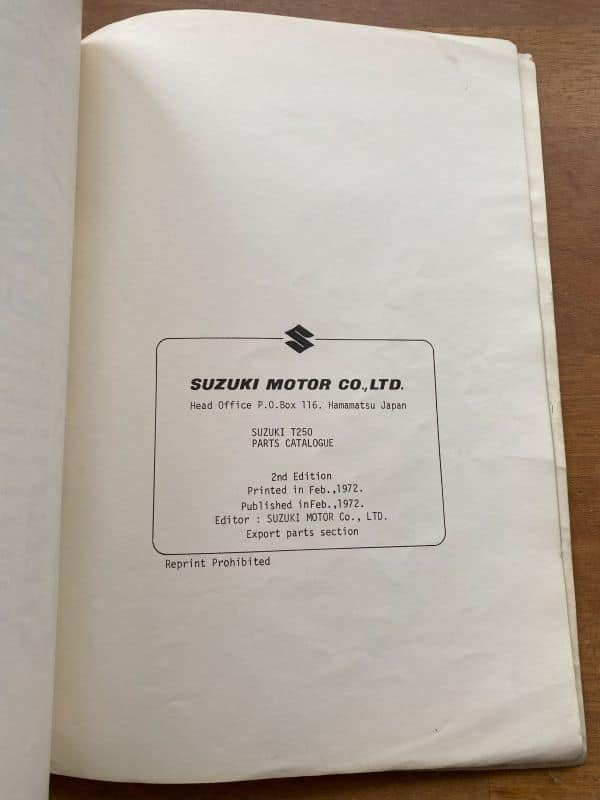 SUZUKI MOTOR CO.,LTD.
Head Office P.O.Box 116. Hamamatsu Japan
SUZUKI T250
PARTS CATALOGUE
2nd Edition
Printed in Feb.,1972.
Published inFeb.,1972.
Editor : SUZUKI MOTOR Co., LTD.
Export parts section
Reprint Prohibited